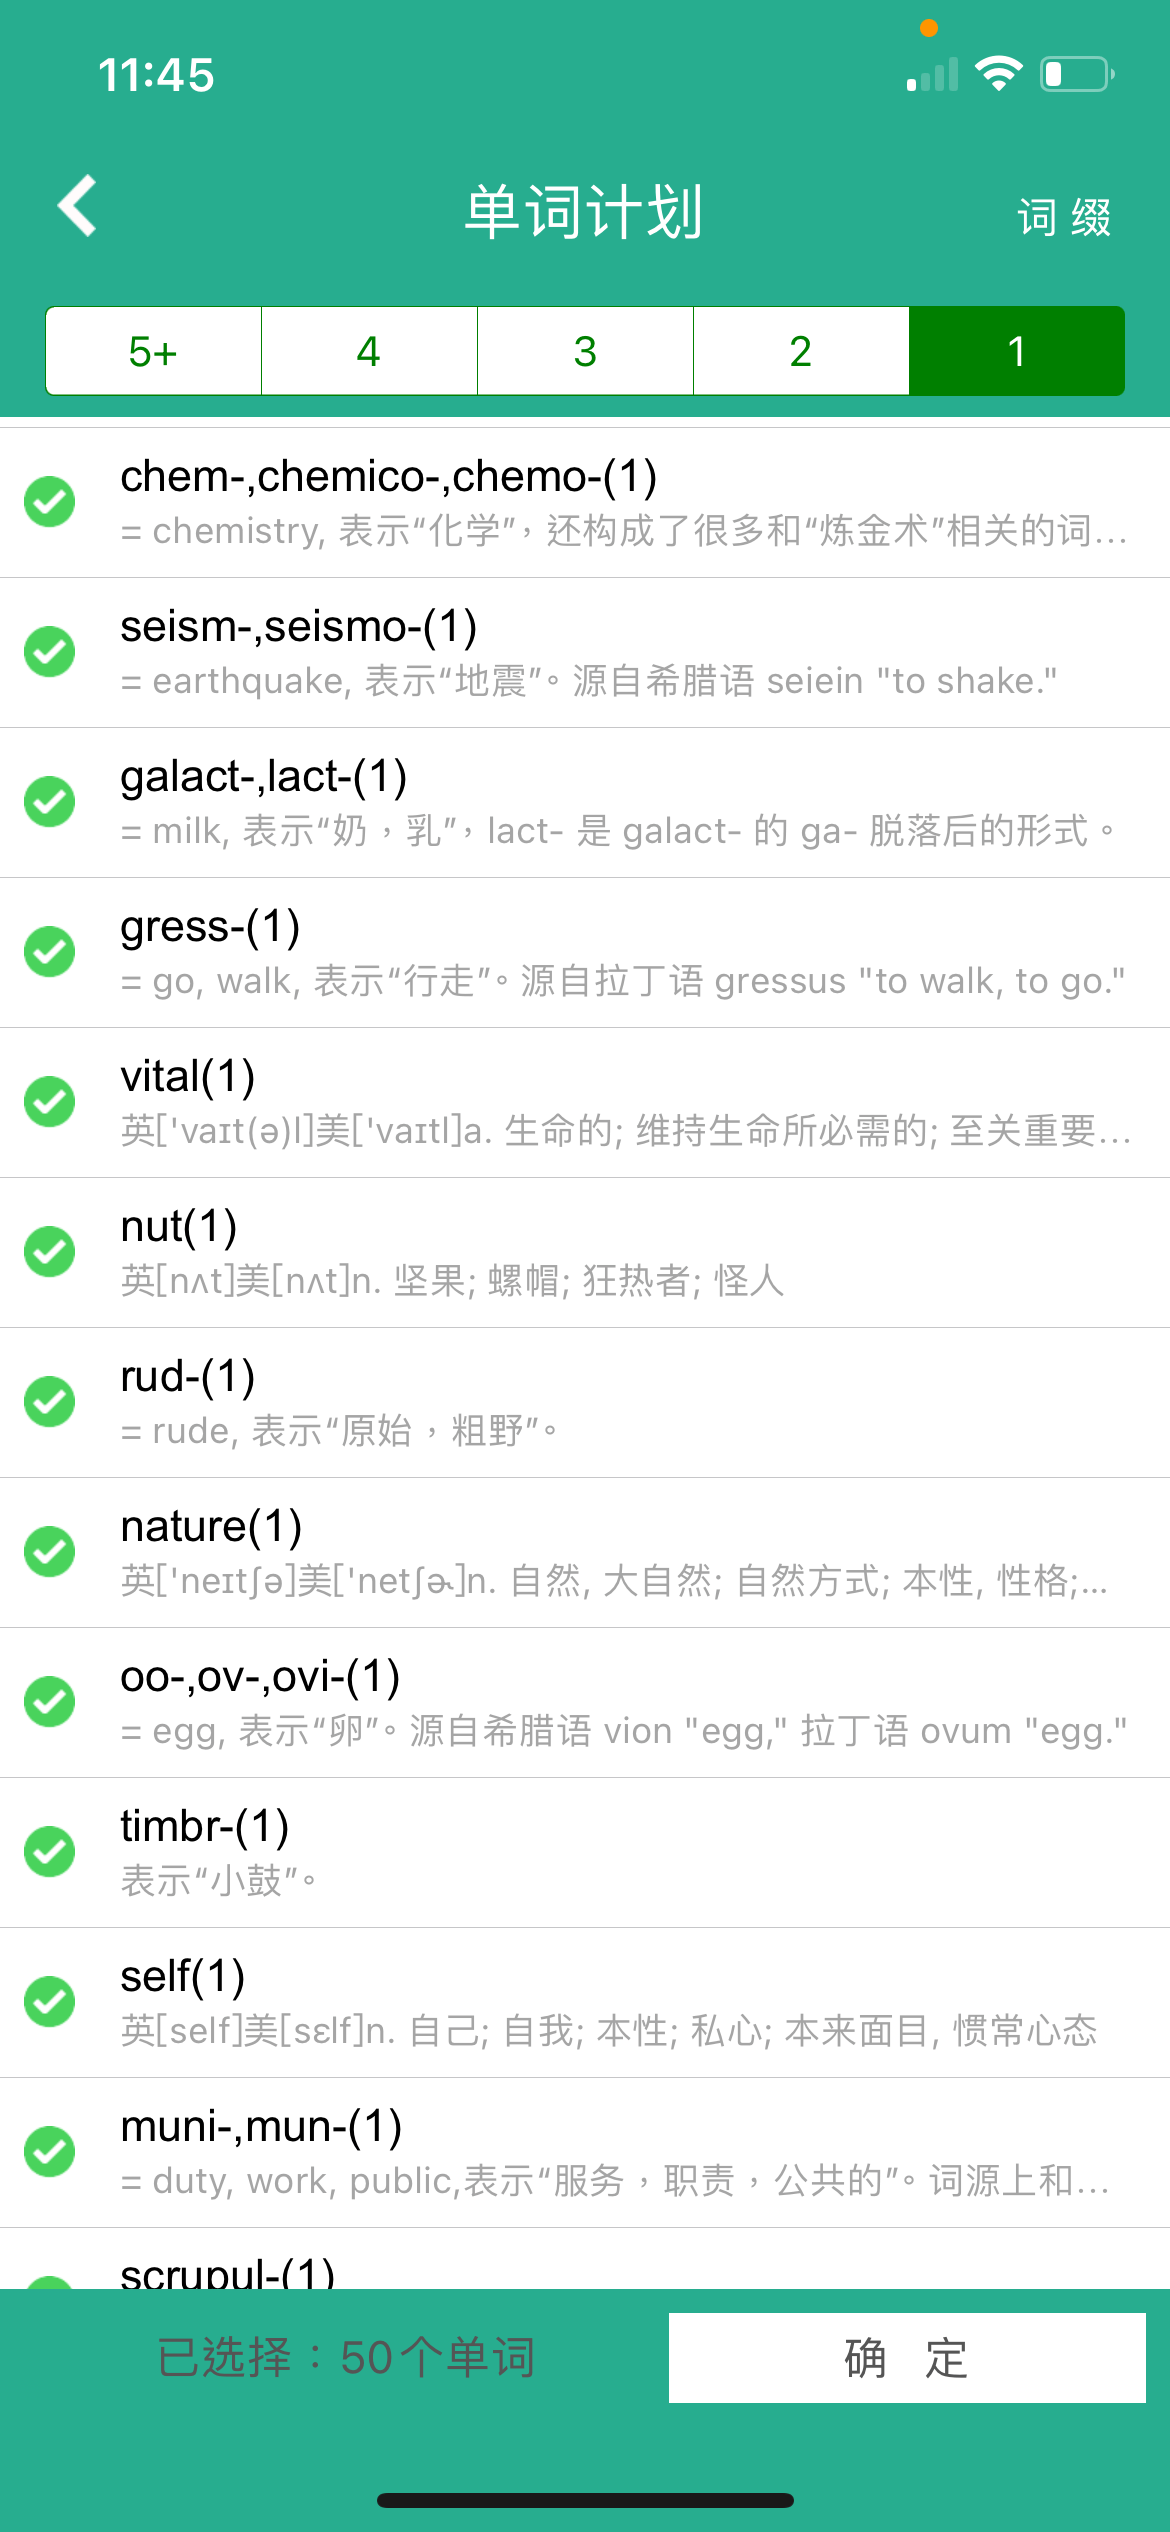 11:45
单词计划
词 缀
5+ 4 3 2 1
chem-,chemico-,chemo-(1)
= chemistry, 表示“化学”，还构成了很多和“炼金术”相关的词...
seism-,seismo-(1)
= earthquake, 表示“地震”。源自希腊语 seiein "to shake."
galact-,lact-(1)
= milk, 表示“奶，乳”，lact- 是 galact- 的 ga- 脱落后的形式。
gress-(1)
= go, walk, 表示“行走”。源自拉丁语 gressus "to walk, to go."
vital(1)
英['vaɪt(ə)l]美['vaɪtl]a. 生命的; 维持生命所必需的; 至关重要...
nut(1)
英[nʌt]美[nʌt]n. 坚果; 螺帽; 狂热者; 怪人
rud-(1)
= rude, 表示“原始，粗野”。
nature(1)
英['neɪtʃə]美['netʃɚ]n. 自然, 大自然; 自然方式; 本性, 性格;...
oo-,ov-,ovi-(1)
= egg, 表示“卵”。源自希腊语 vion "egg," 拉丁语 ovum "egg."
timbr-(1)
表示“小鼓”。
self(1)
英[self]美[sɛlf]n. 自己; 自我; 本性; 私心; 本来面目, 惯常心态
muni-,mun-(1)
= duty, work, public,表示“服务，职责，公共的”。词源上和...
scrupul-(1)
已选择：50个单词
确 定